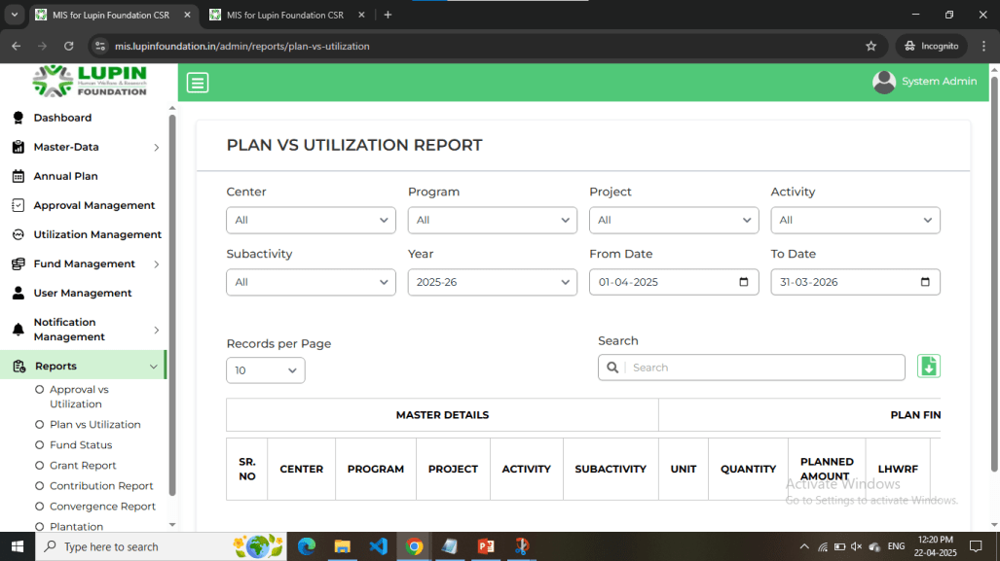 MIS for Lupin Foundation CSR
MIS for Lupin Foundation CSR
mis.lupinfoundation.in/admin/reports/plan-vs-utilization
Incognito
LUPIN
Human Welfare & Research
FOUNDATION
System Admin
Dashboard
Master-Data
Annual Plan
Approval Management
Utilization Management
Fund Management
User Management
Notification
Management
Reports
Approval vs
Utilization
Plan vs Utilization
Fund Status
Grant Report
Contribution Report
Convergence Report
Plantation
PLAN VS UTILIZATION REPORT
Center Program Project Activity
All All All All
Subactivity Year From Date To Date
All 2025-26 01-04-2025 31-03-2026
Records per Page Search
10 Search
MASTER DETAILS PLAN FIN
SR. NO CENTER PROGRAM PROJECT ACTIVITY SUBACTIVITY UNIT QUANTITY PLANNED AMOUNT LHWRF
Activate Windows
Go to Settings to activate Windows.
Type here to search
ENG
12:20 PM
22-04-2025